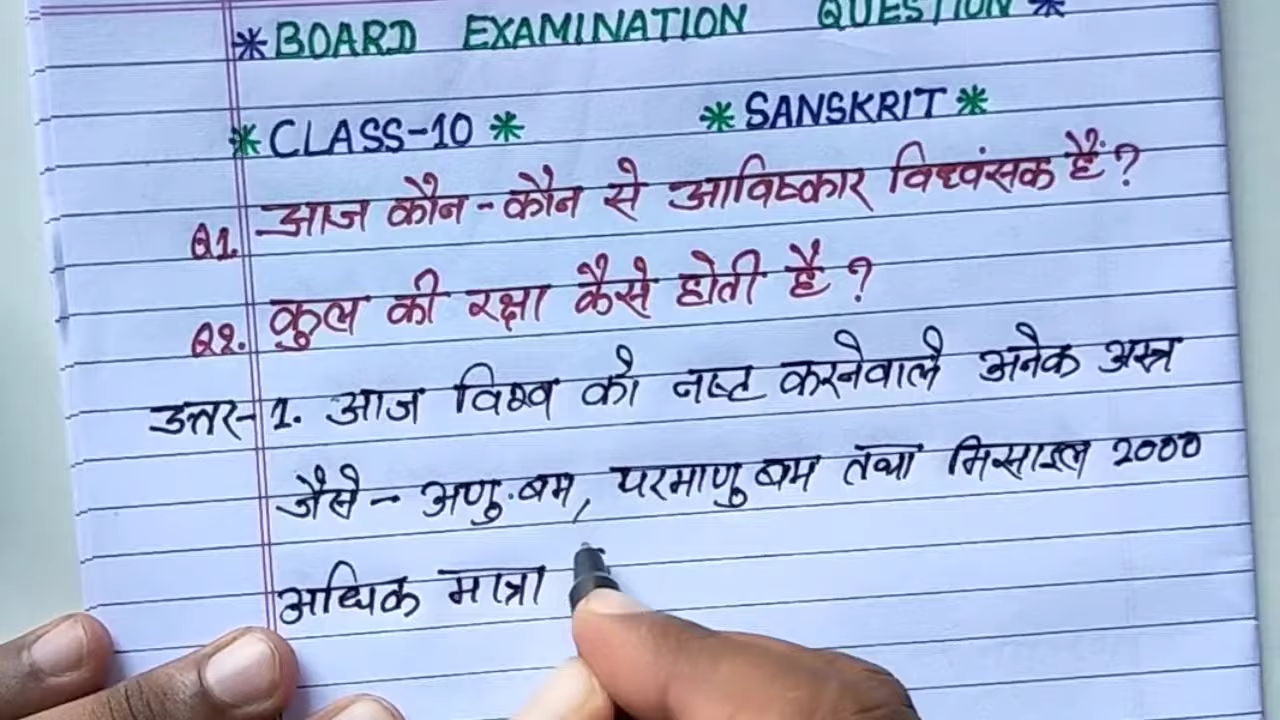 *BOARD EXAMINATION QUESTION*
*CLASS-10* *SANSKRIT*
Q1. आज कौन-कौन से आविष्कार विध्वंसक हैं?
Q2. कुल की रक्षा कैसे होती है?
उत्तर-1. आज विश्व को नष्ट करनेवाले अनेक अस्त्र
जैसे- अणु.बम, परमाणु बम तथा मिसाइल 2000
अधिक मात्रा